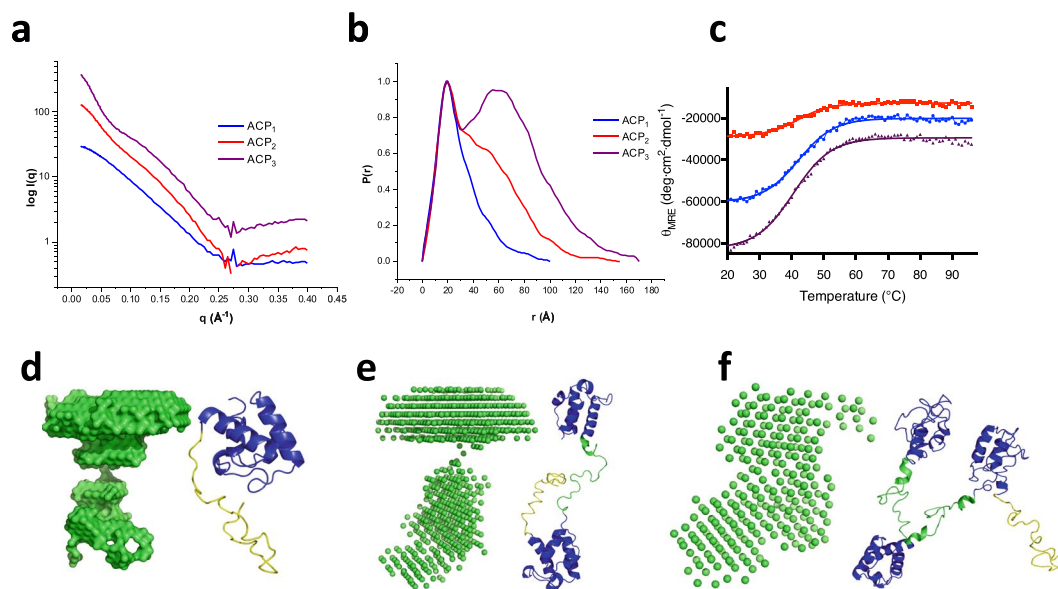 a
100
10
1
log I(q)
0.00 0.05 0.10 0.15 0.20 0.25 0.30 0.35 0.40 0.45
q (Å⁻¹)
ACP₁
ACP₂
ACP₃
b
1.0
0.8
0.6
0.4
0.2
0.0
P(r)
-20 0 20 40 60 80 100 120 140 160 180
r (Å)
ACP₁
ACP₂
ACP₃
c
-20000
-40000
-60000
-80000
θMRE (deg·cm²·dmol⁻¹)
20 30 40 50 60 70 80 90
Temperature (°C)
d
e
f